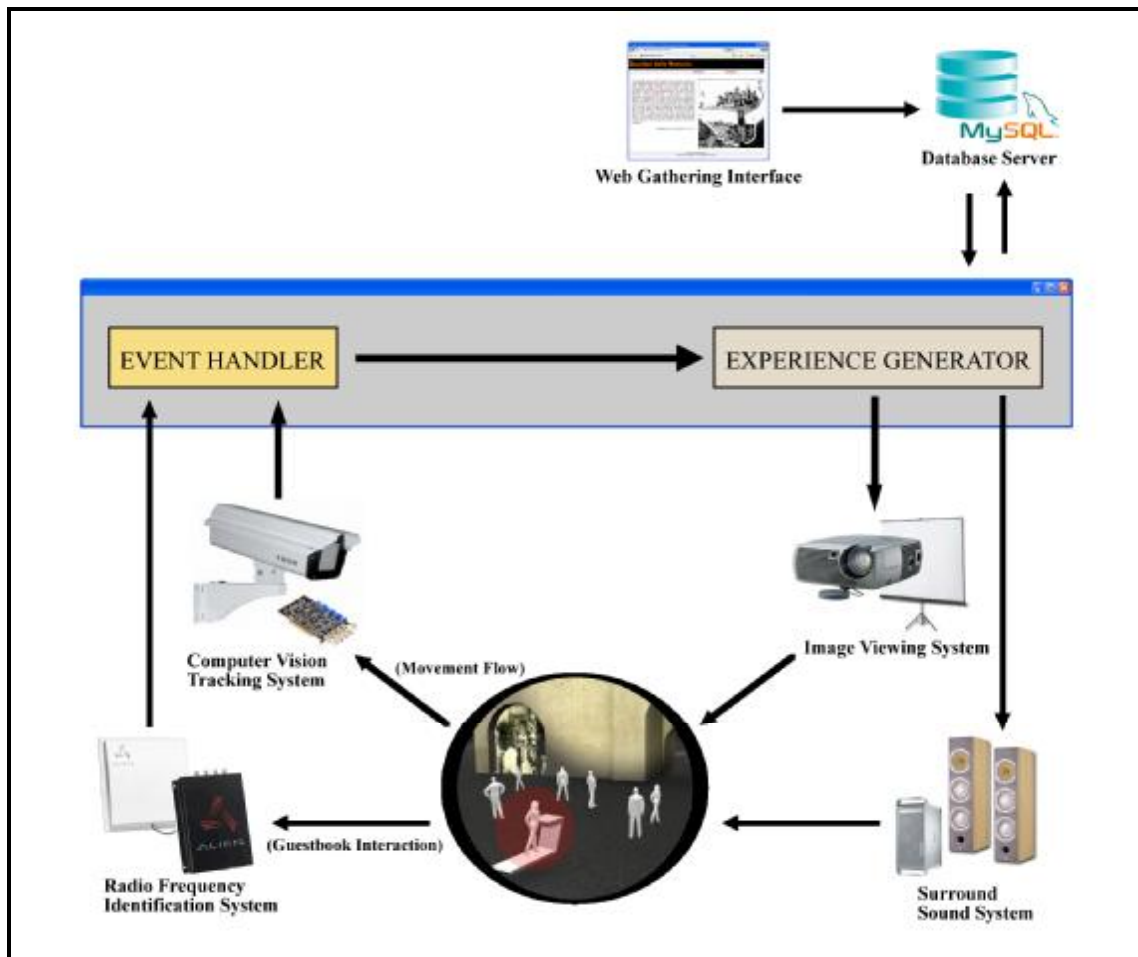 MySQL
Database Server
Web Gathering Interface
EVENT HANDLER
EXPERIENCE GENERATOR
Computer Vision
Tracking System
(Movement Flow)
Image Viewing System
ALIEN
(Guestbook Interaction)
Radio Frequency
Identification System
Surround
Sound System